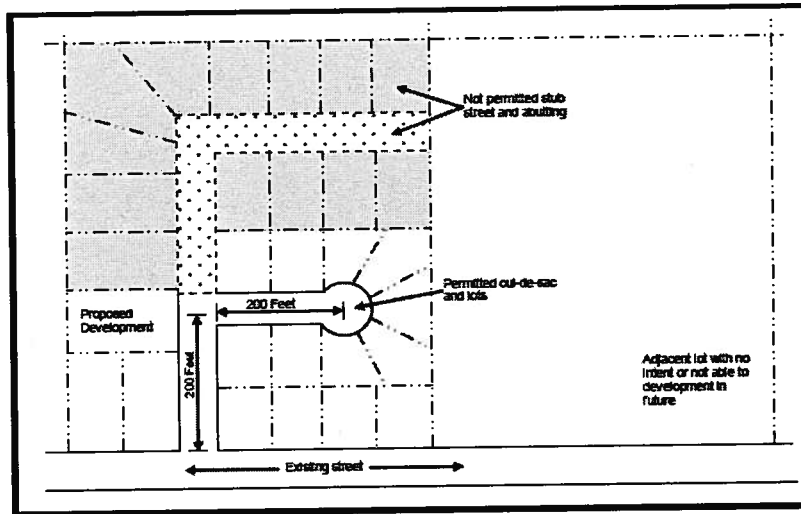 Not permitted stub
street and abutting
200 Feet
Permitted cul-de-sac
and lots
Proposed
Development
200 Feet
Adjacent lot with no
intent or not able to
development in
future
Existing street